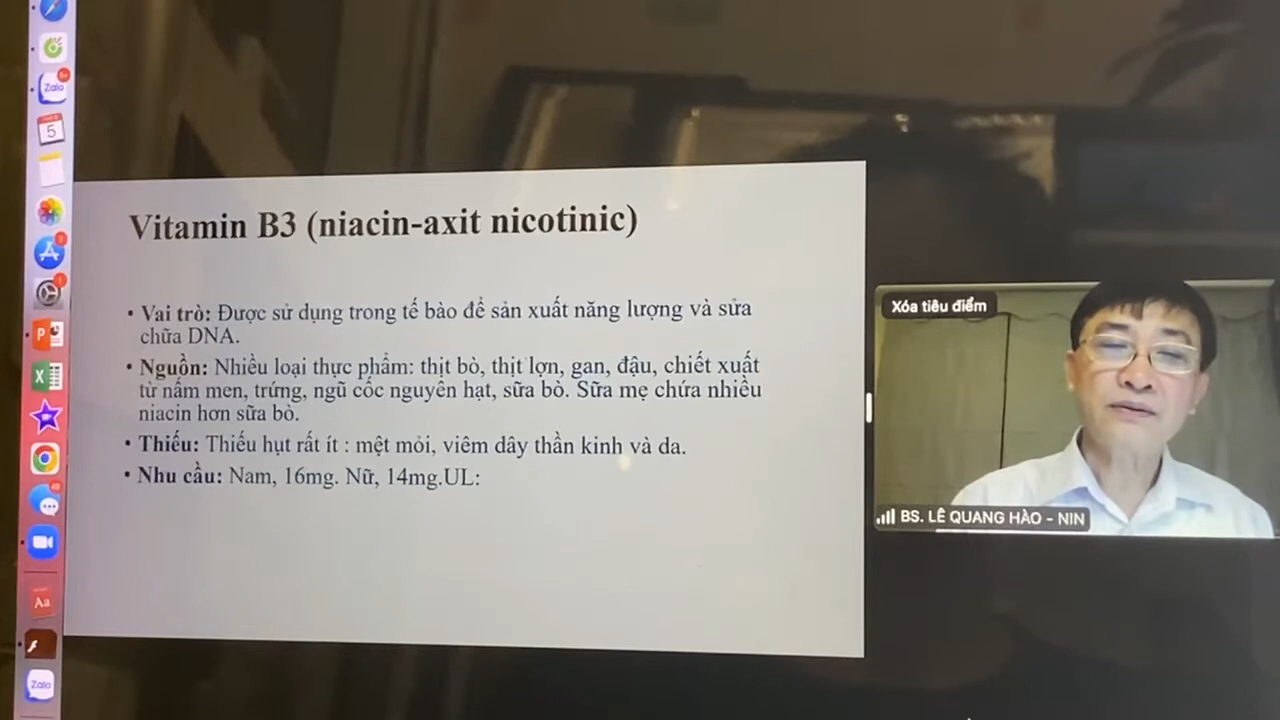 Zalo
5
Vitamin B3 (niacin-axit nicotinic)
• Vai trò: Được sử dụng trong tế bào để sản xuất năng lượng và sửa
chữa DNA.
• Nguồn: Nhiều loại thực phẩm: thịt bò, thịt lợn, gan, đậu, chiết xuất
từ nấm men, trứng, ngũ cốc nguyên hạt, sữa bò. Sữa mẹ chứa nhiều
niacin hơn sữa bò.
• Thiếu: Thiếu hụt rất ít : mệt mỏi, viêm dây thần kinh và da.
• Nhu cầu: Nam, 16mg. Nữ, 14mg.UL:
Xóa tiêu điểm
BS. LÊ QUANG HÀO - NIN
P
X
Aa
Zalo